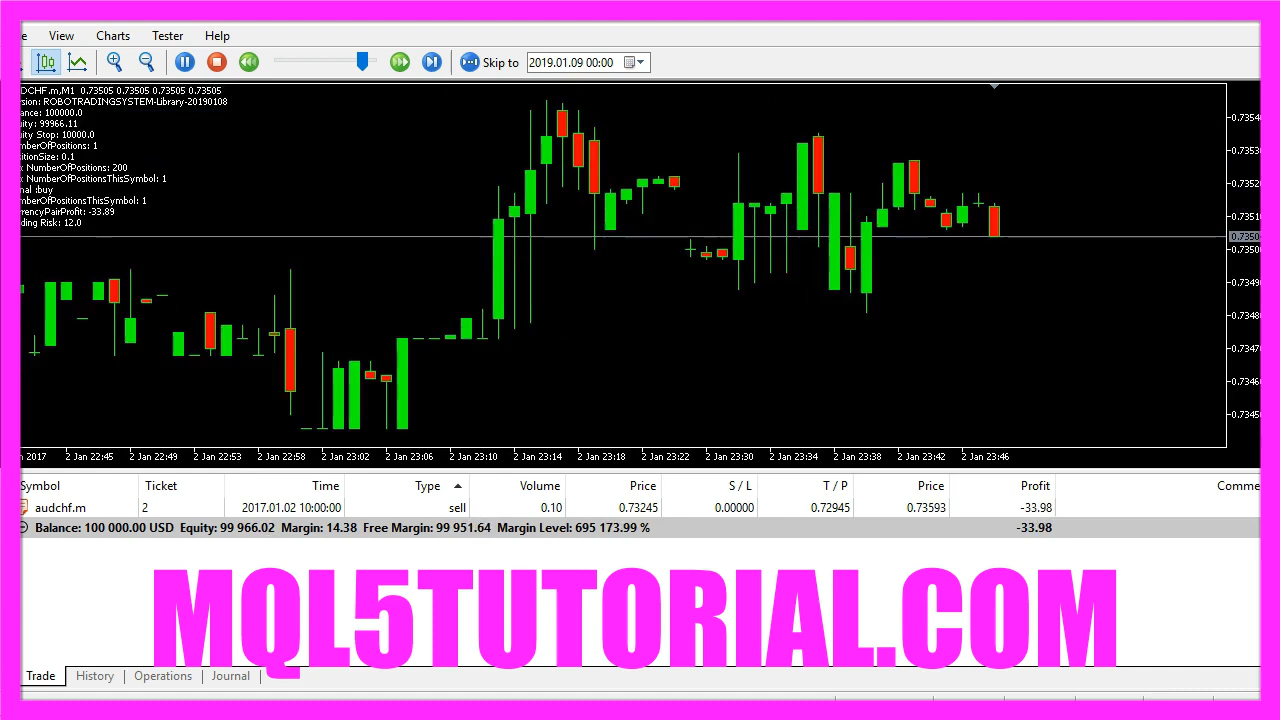 e View Charts Tester Help
Skip to 2019.01.09 00:00
DCHF.m,M1 0.73505 0.73505 0.73505 0.73505
rsion: ROBOTRADINGSYSTEM-Library-20190108
ance: 100000.0
uity: 99966.11
uity Stop: 10000.0
mberOfPositions: 1
sitionSize: 0.1
x NumberOfPositions: 200
x NumberOfPositionsThisSymbol: 1
nal :buy
mberOfPositionsThisSymbol: 1
rrencyPairProfit: -33.89
ding Risk: 12.0
0.7354
0.7353
0.7352
0.7351
0.7350
0.7350
0.7349
0.7348
0.7347
0.7346
0.7345
n 2017 2 Jan 22:45 2 Jan 22:49 2 Jan 22:53 2 Jan 22:58 2 Jan 23:02 2 Jan 23:06 2 Jan 23:10 2 Jan 23:14 2 Jan 23:18 2 Jan 23:22 2 Jan 23:30 2 Jan 23:34 2 Jan 23:38 2 Jan 23:42 2 Jan 23:46
Symbol Ticket Time Type Volume Price S / L T / P Price Profit Comme
audchf.m 2 2017.01.02 10:00:00 sell 0.10 0.73245 0.00000 0.72945 0.73593 -33.98
Balance: 100 000.00 USD Equity: 99 966.02 Margin: 14.38 Free Margin: 99 951.64 Margin Level: 695 173.99 % -33.98
MQL5TUTORIAL.COM
Trade History Operations Journal